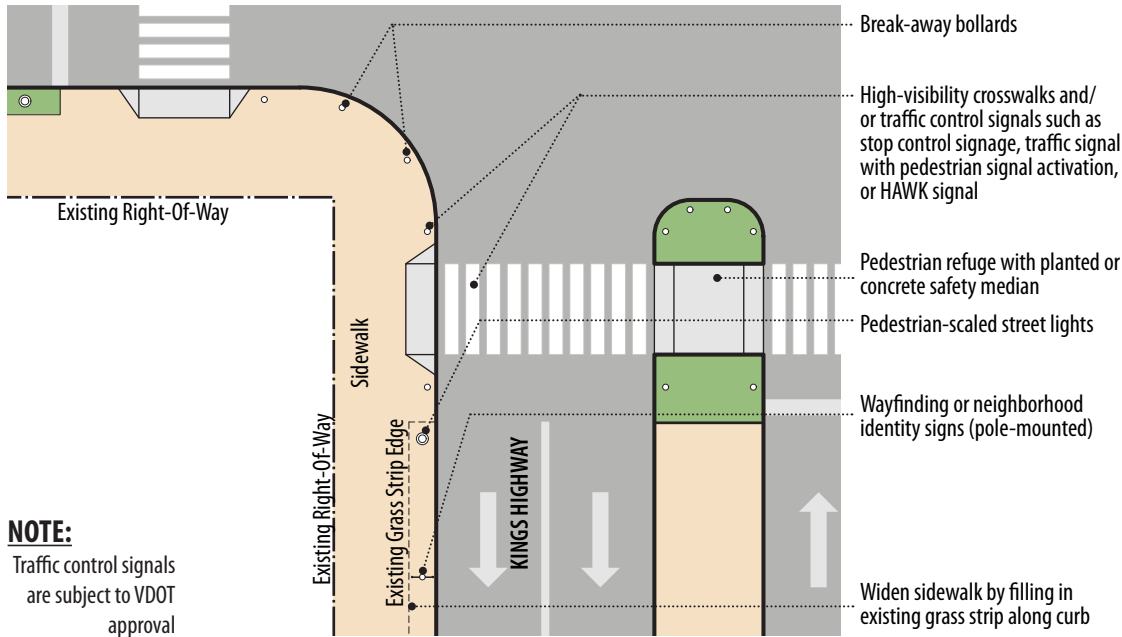 Break-away bollards
High-visibility crosswalks and/
or traffic control signals such as
stop control signage, traffic signal
with pedestrian signal activation,
or HAWK signal
Existing Right-Of-Way
Pedestrian refuge with planted or
concrete safety median
Pedestrian-scaled street lights
Sidewalk
Wayfinding or neighborhood
identity signs (pole-mounted)
Existing Right-Of-Way
Existing Grass Strip Edge
KINGS HIGHWAY
NOTE:
Traffic control signals
are subject to VDOT
approval
Widen sidewalk by filling in
existing grass strip along curb